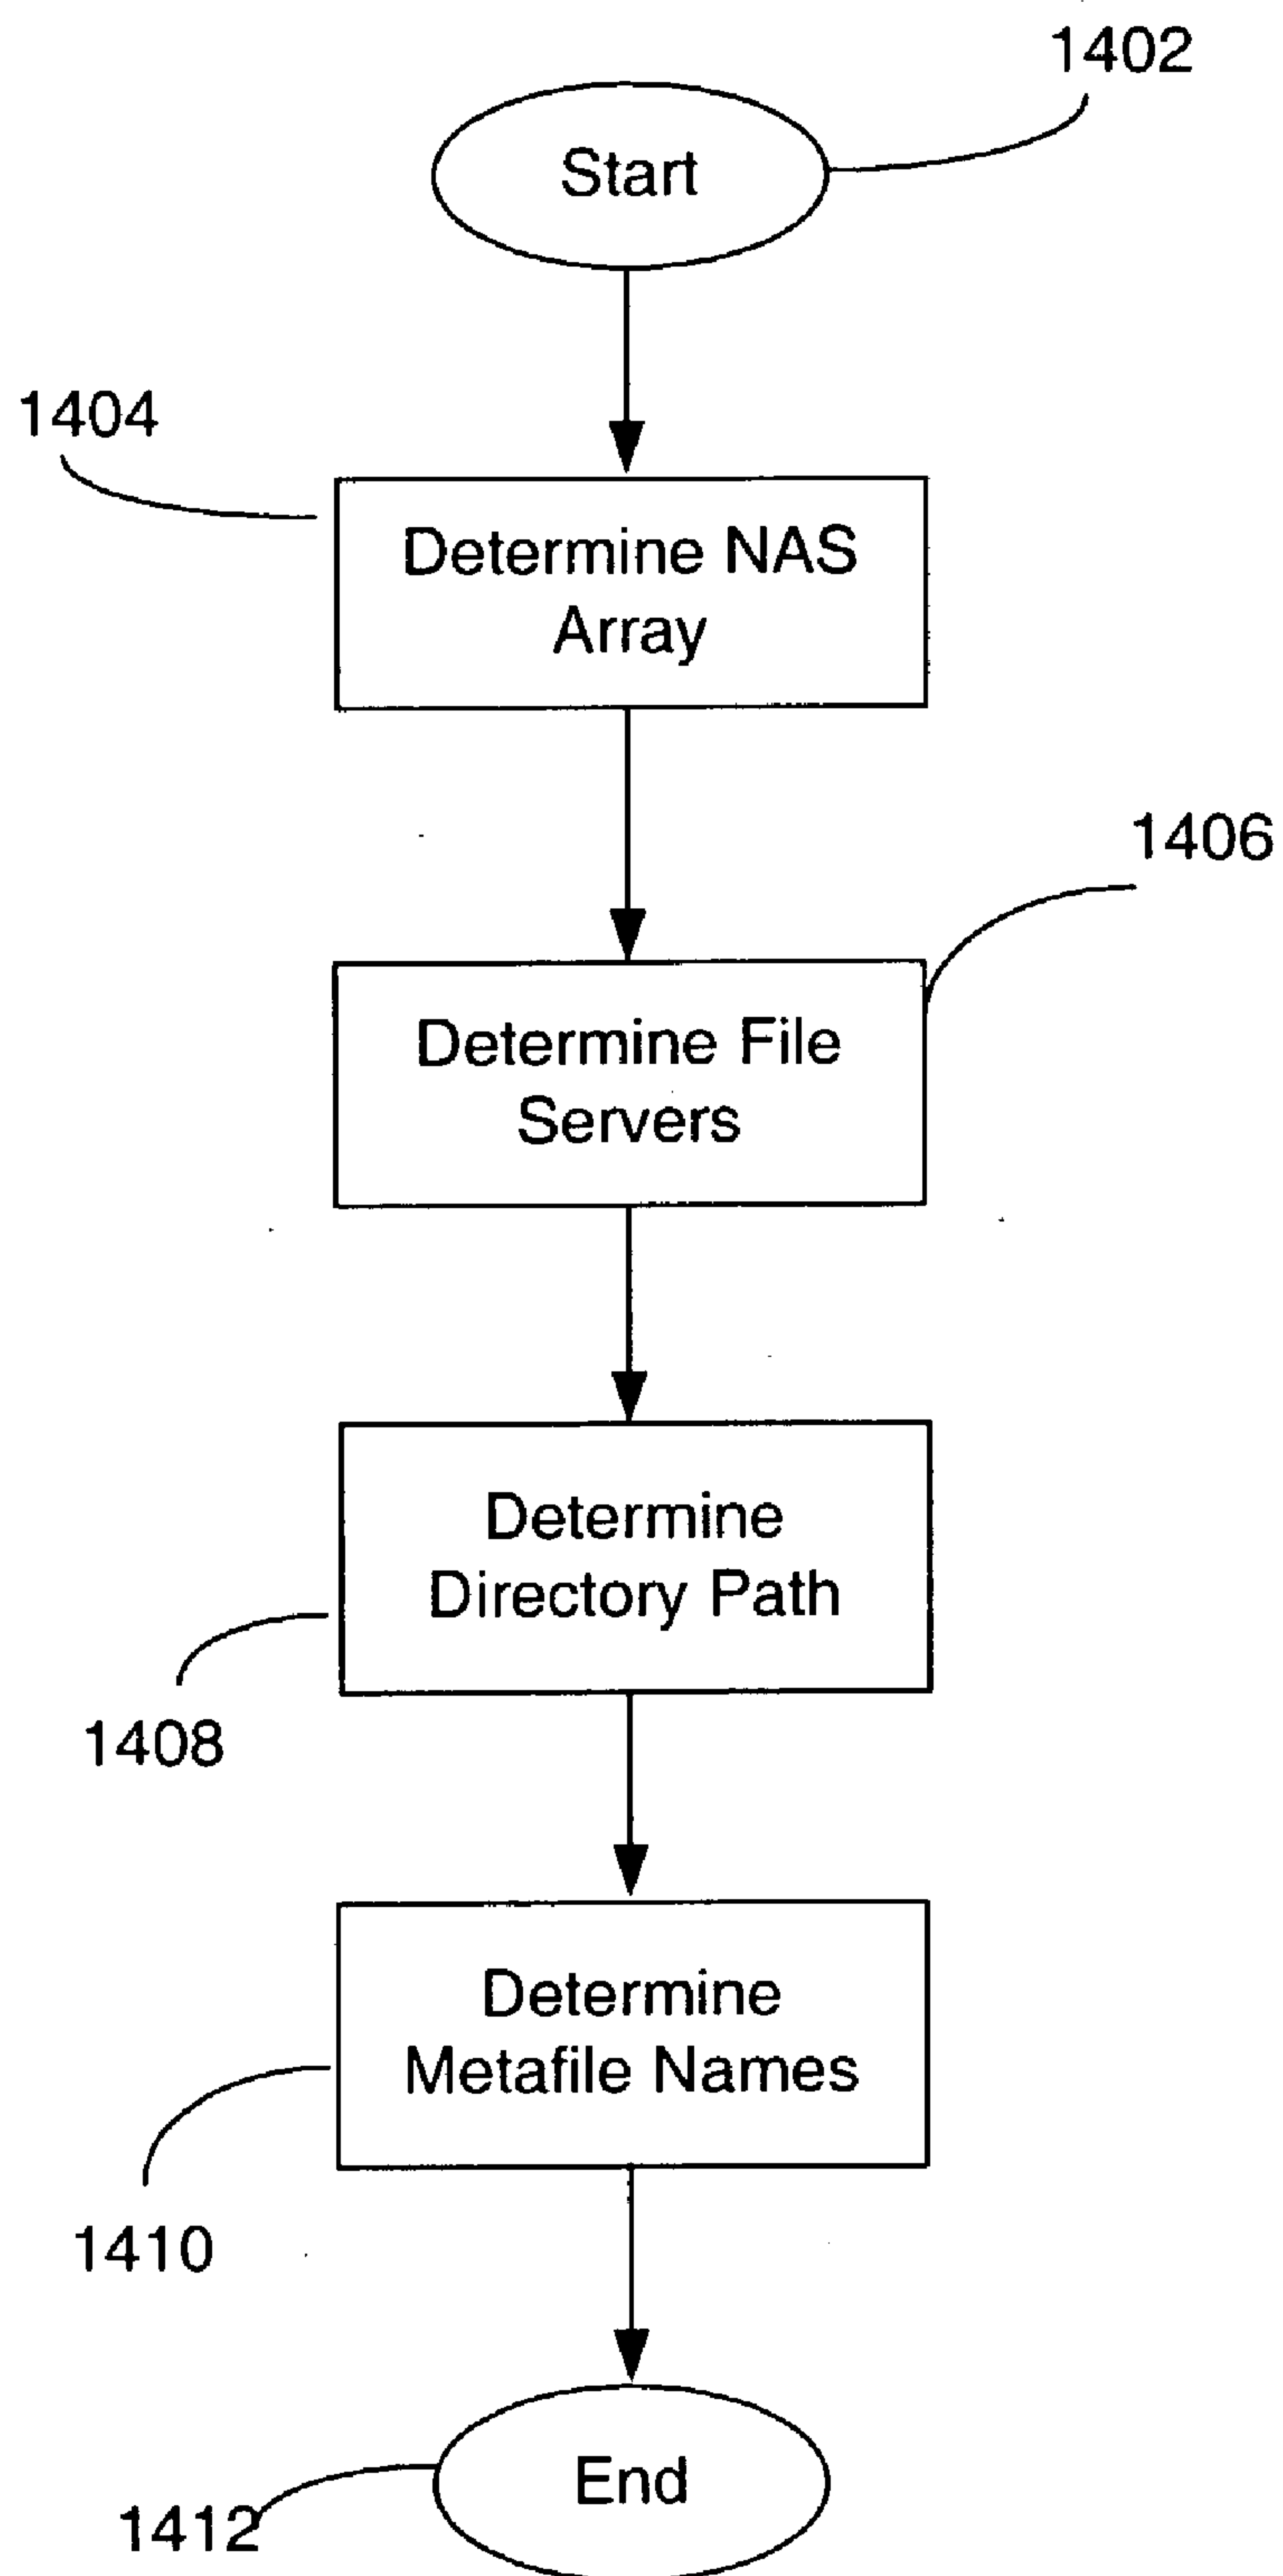 1402
Start
1404
Determine NAS
Array
1406
Determine File
Servers
Determine
Directory Path
1408
Determine
Metafile Names
1410
End
1412